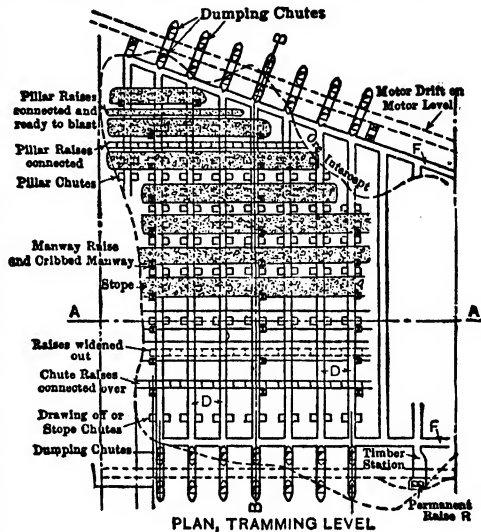 Dumping Chutes
B
Motor Drift on
Motor Level
Pillar Raises
connected and
ready to blast
Pillar Raises
connected
Ore Intercept
F
Pillar Chutes
Manway Raise
and Cribbed Manway
Stope
A
A
Raises widened
out
D
Chute Raises
connected over
D
Drawing off or
Stope Chutes
F
Dumping Chutes
Timber
Station
B
Permanent
Raise R
PLAN, TRAMMING LEVEL